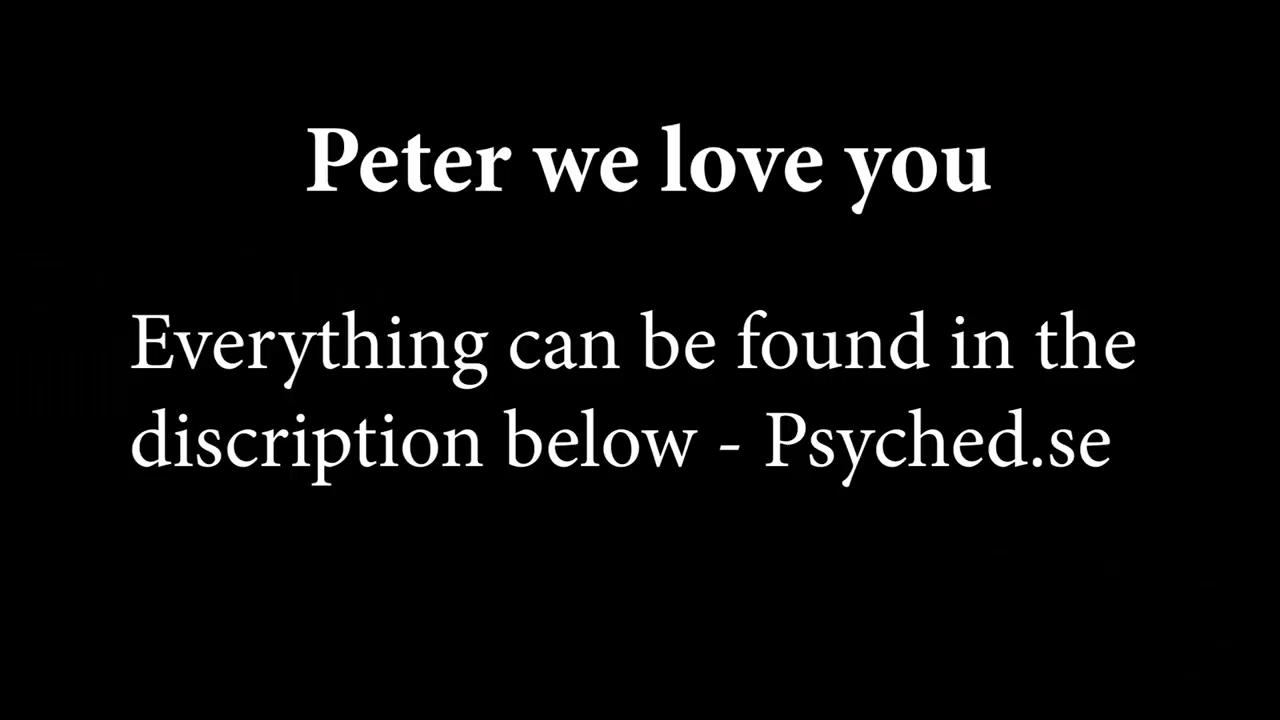 Peter we love you
Everything can be found in the
discription below - Psyched.se